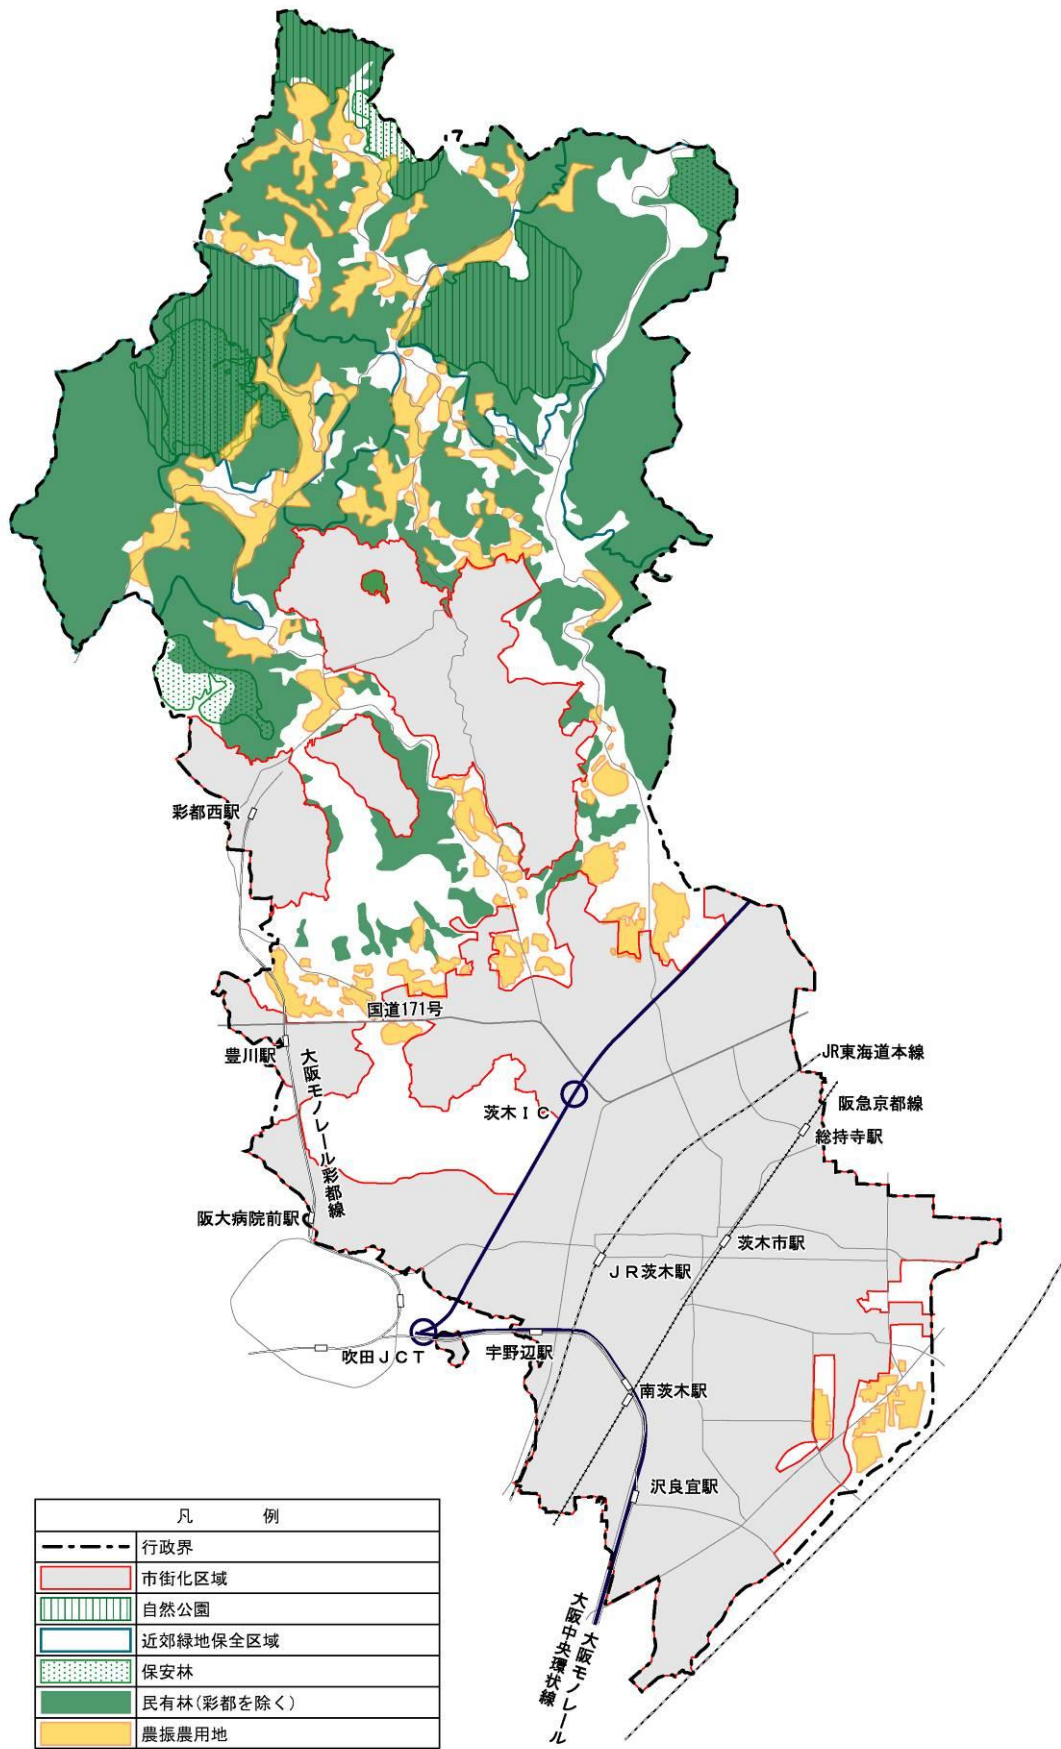 彩都西駅
国道171号
豊川駅
大阪モノレール彩都線
茨木IC
JR東海道本線
阪急京都線
総持寺駅
阪大病院前駅
茨木市駅
JR茨木駅
吹田JCT
宇野辺駅
南茨木駅
沢良宜駅
大阪中央環状線
大阪モノレール
凡 例
行政界
市街化区域
自然公園
近郊緑地保全区域
保安林
民有林(彩都を除く)
農振農用地